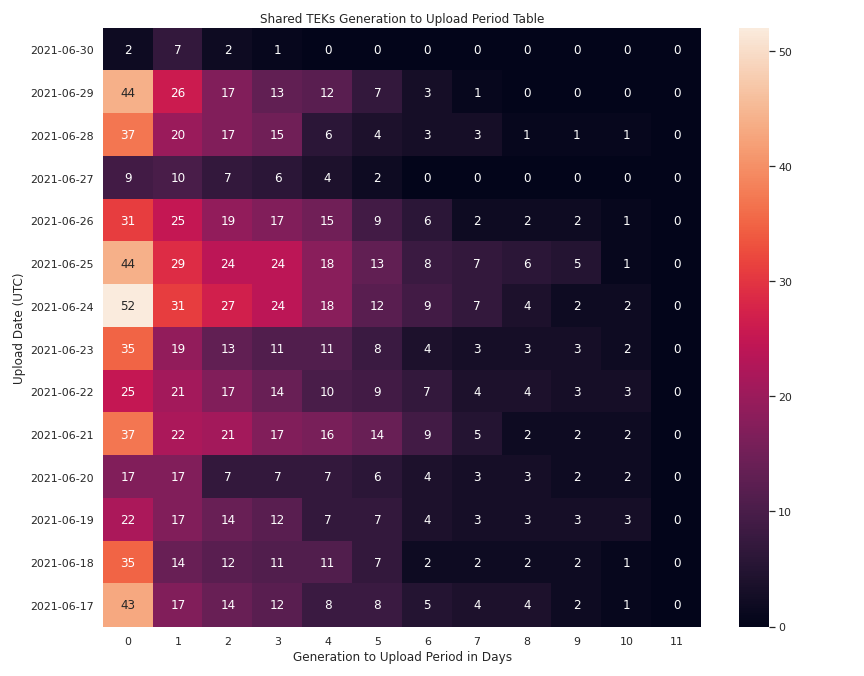 Shared TEKs Generation to Upload Period Table
2021-06-30 2 7 2 1 0 0 0 0 0 0 0 0
2021-06-29 44 26 17 13 12 7 3 1 0 0 0 0
2021-06-28 37 20 17 15 6 4 3 3 1 1 1 0
2021-06-27 9 10 7 6 4 2 0 0 0 0 0 0
2021-06-26 31 25 19 17 15 9 6 2 2 2 1 0
2021-06-25 44 29 24 24 18 13 8 7 6 5 1 0
2021-06-24 52 31 27 24 18 12 9 7 4 2 2 0
2021-06-23 35 19 13 11 11 8 4 3 3 3 2 0
2021-06-22 25 21 17 14 10 9 7 4 4 3 3 0
2021-06-21 37 22 21 17 16 14 9 5 2 2 2 0
2021-06-20 17 17 7 7 7 6 4 3 3 2 2 0
2021-06-19 22 17 14 12 7 7 4 3 3 3 3 0
2021-06-18 35 14 12 11 11 7 2 2 2 2 1 0
2021-06-17 43 17 14 12 8 8 5 4 4 2 1 0
0 1 2 3 4 5 6 7 8 9 10 11
Generation to Upload Period in Days
Upload Date (UTC)
50
40
30
20
10
0